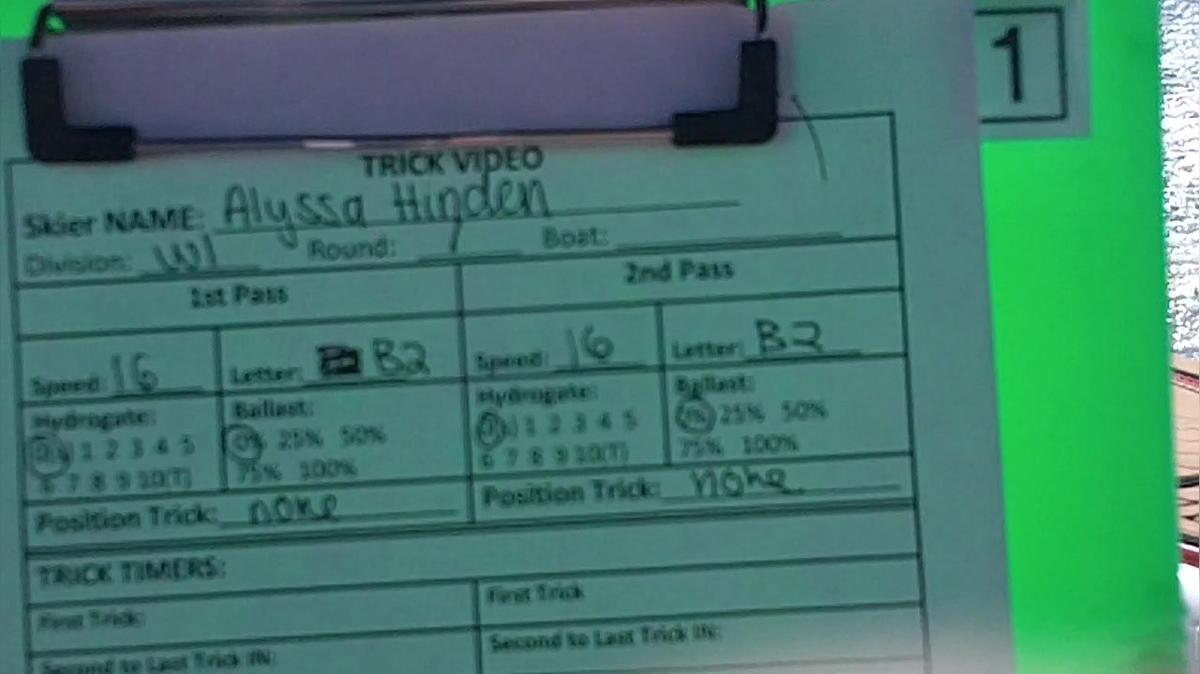 1
TRICK VIDEO
Skier NAME: Alyssa Hinden
Division: W1 Round: 1 Boat:
1st Pass 2nd Pass
Speed: 16 Letter: B2 Speed: 16 Letter: B2
Hydrogate: Ballast: Hydrogate: Ballast:
1 2 3 4 5 0% 25% 50% 1 2 3 4 5 0% 25% 50%
6 7 8 9 10(T) 75% 100% 6 7 8 9 10(T) 75% 100%
Position Trick: none Position Trick: none
TRICK TIMERS:
First Trick: First Trick
Second to Last Trick IN: Second to Last Trick IN: